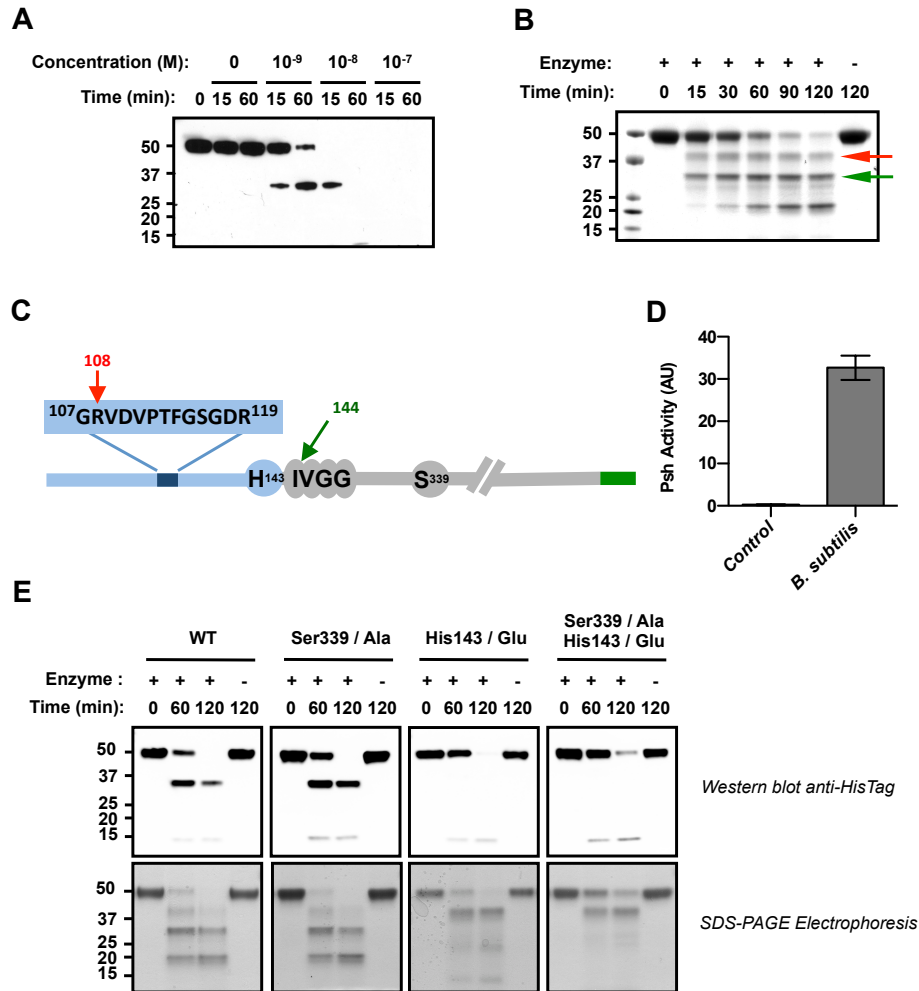 A
Concentration (M): 0 10⁻⁹ 10⁻⁸ 10⁻⁷
Time (min): 0 15 60 15 60 15 60 15 60
50
37
25
20
15
B
Enzyme: + + + + + + -
Time (min): 0 15 30 60 90 120 120
50
37
25
20
15
C
108
¹⁰⁷GRVDVPTFGSGDR¹¹⁹
144
H¹⁴³ IVGG S³³⁹
D
Psh Activity (AU)
40
30
20
10
0
Control
B. subtilis
E
WT Ser339 / Ala His143 / Glu Ser339 / Ala
His143 / Glu
Enzyme : + + + - + + + - + + + - + + + -
Time (min): 0 60 120 120 0 60 120 120 0 60 120 120 0 60 120 120
50
37
25
20
15
Western blot anti-HisTag
50
37
25
20
15
SDS-PAGE Electrophoresis